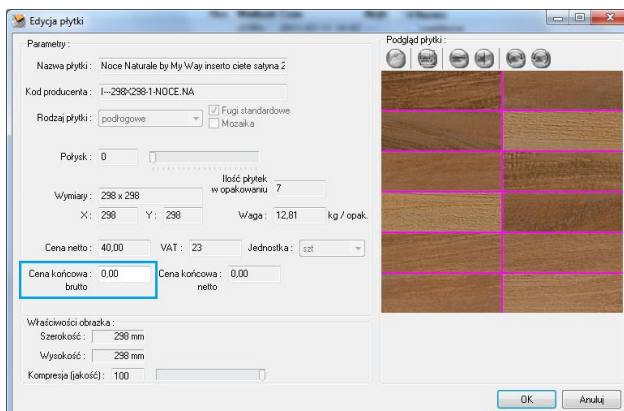 Edycja płytki
Parametry :
Nazwa płytki : Noce Naturale by My Way inserto ciete satyna 2
Kod producenta : I---298X298-1-NOCE.NA
Rodzaj płytki : podłogowe
Fugi standardowe
Mozaika
Połysk : 0
Ilość płytek
w opakowaniu 7
Wymiary : 298 x 298
X : 298 Y : 298 Waga : 12,81 kg / opak.
Cena netto : 40,00 VAT : 23 Jednostka : szt
Cena końcowa : 0,00 Cena końcowa : 0,00
brutto netto
Właściwości obrazka :
Szerokość : 298 mm
Wysokość : 298 mm
Kompresja (jakość) : 100
Podgląd płytki :
OK Anuluj